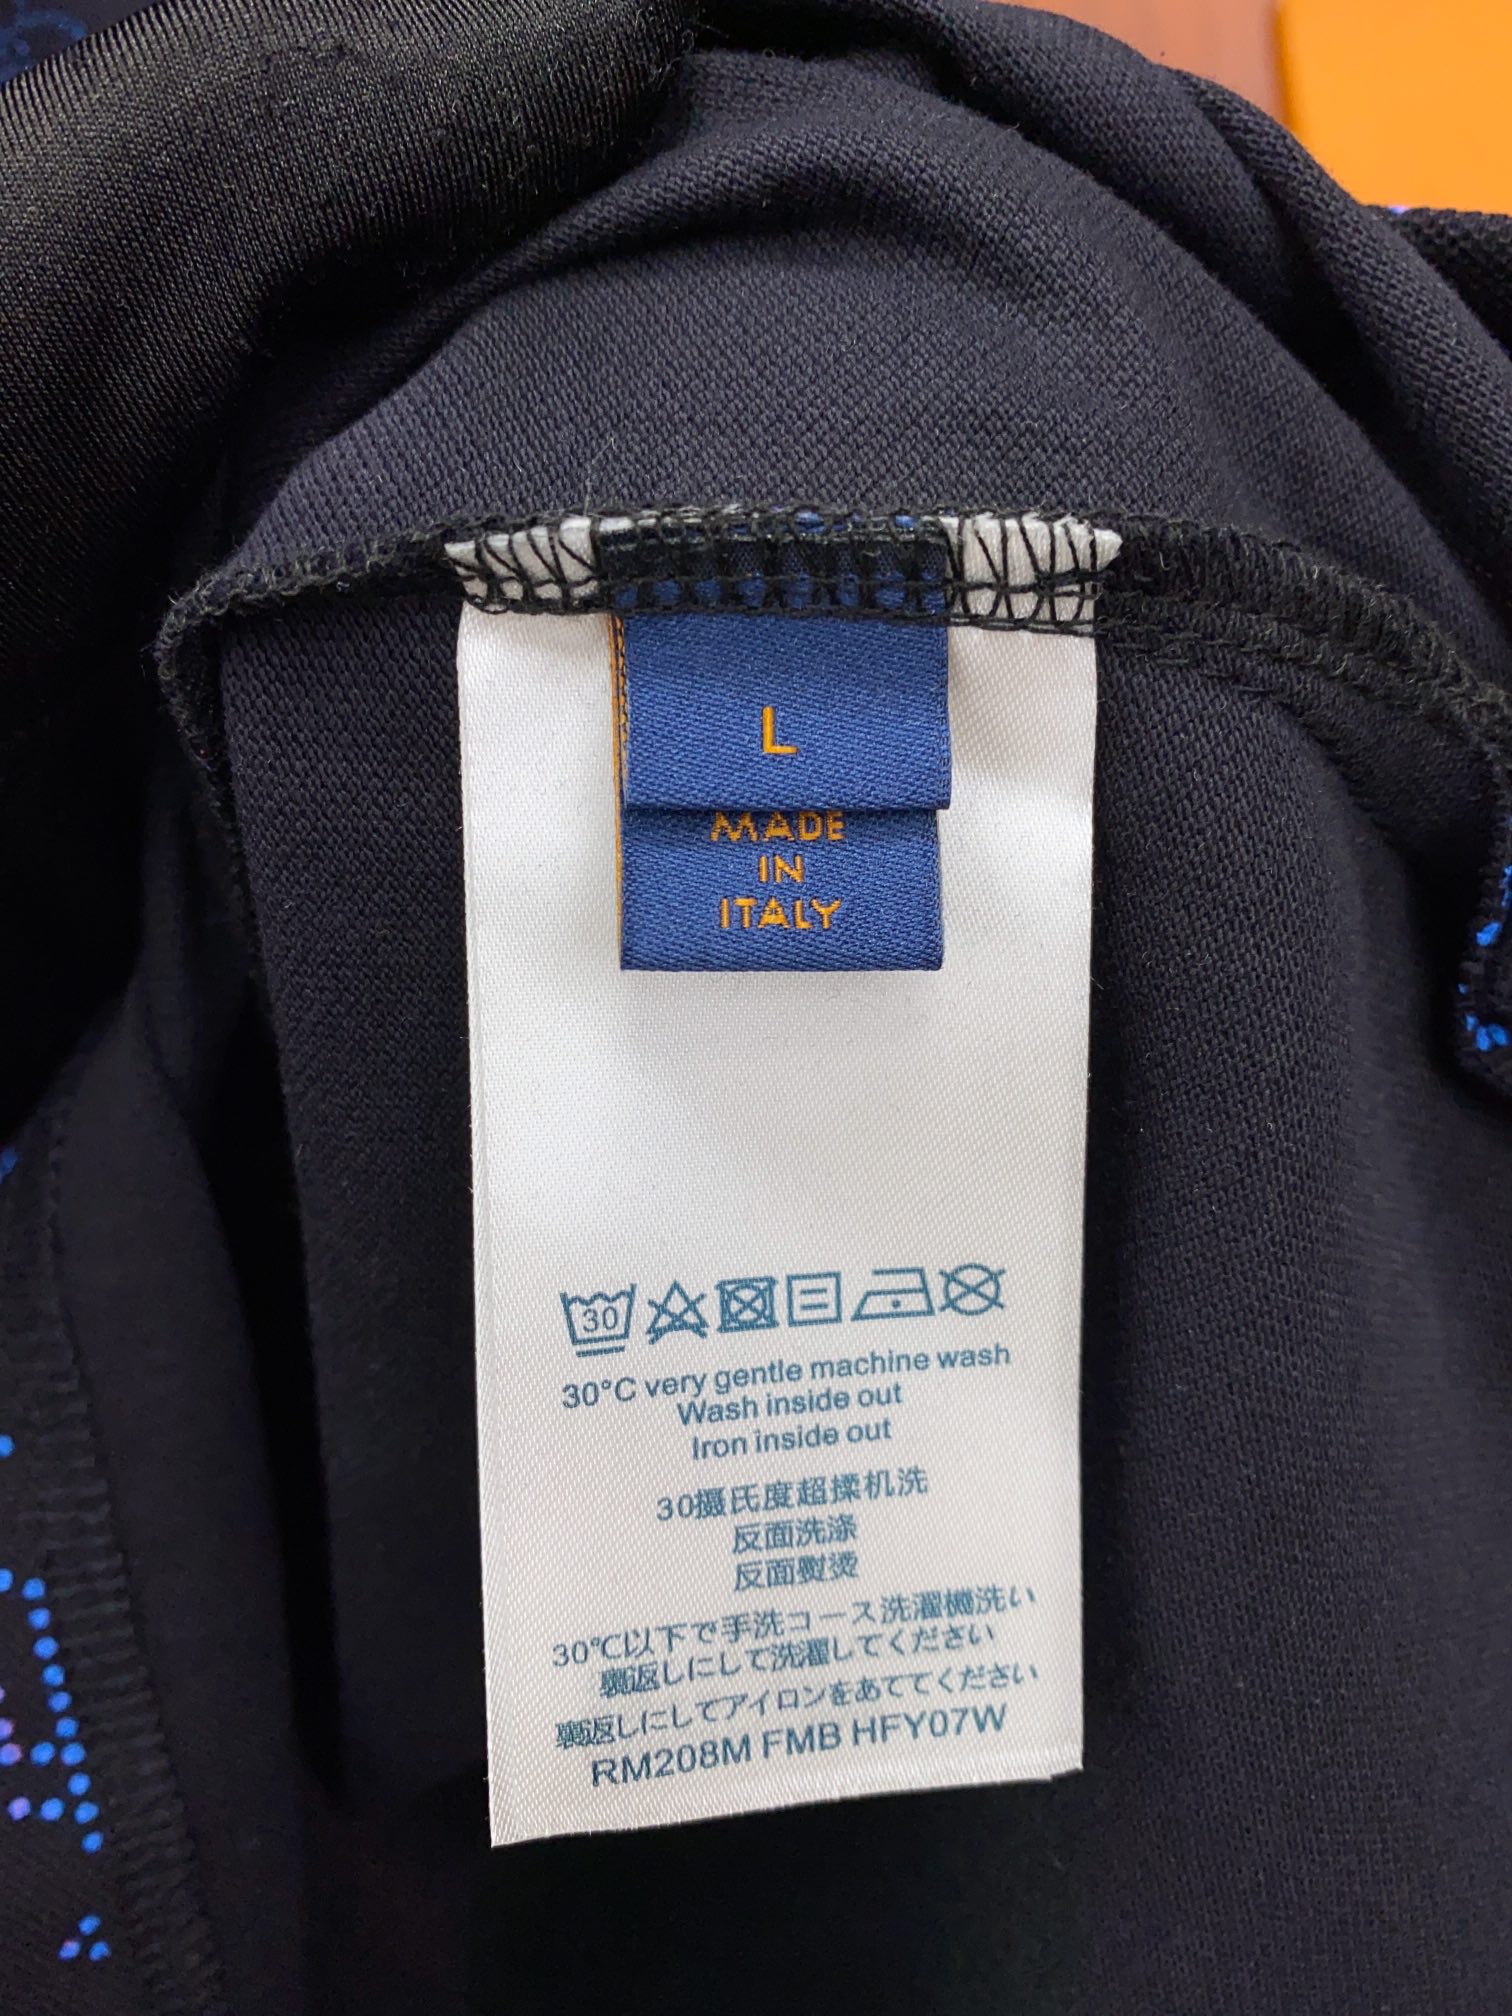 L
MADE
IN
ITALY
30
30°C very gentle machine wash
Wash inside out
Iron inside out
30摄氏度超揉机洗
反面洗涤
反面熨烫
30℃以下で手洗コース洗濯機洗い
裏返しにして洗濯してください
裏返しにしてアイロンをあててください
RM208M FMB HFY07W